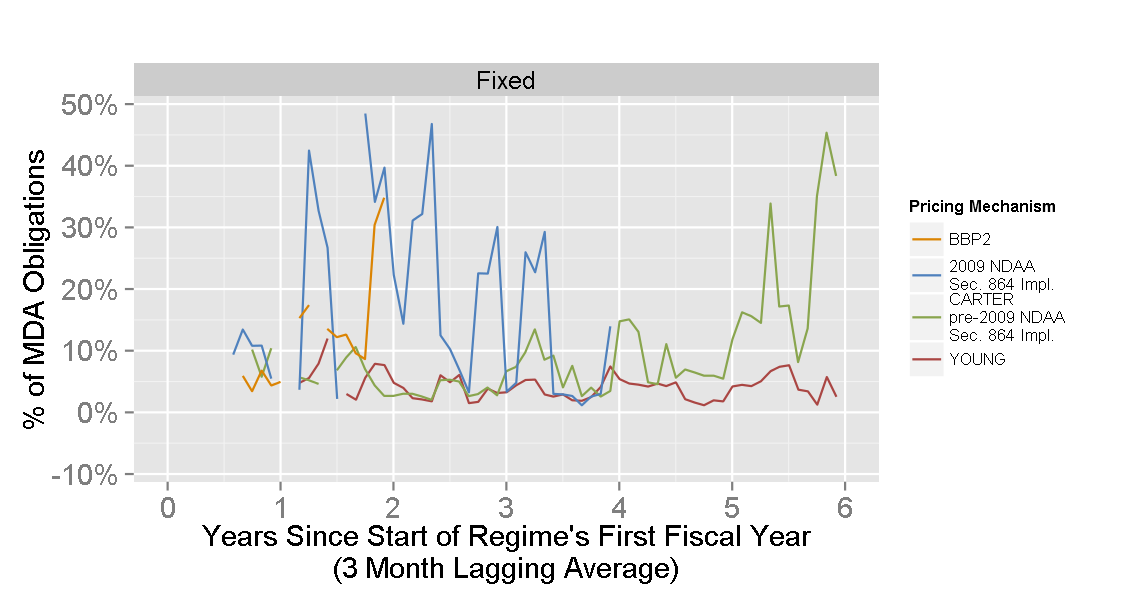 Fixed
50%
40%
30%
20%
10%
0%
-10%
% of MDA Obligations
0 1 2 3 4 5 6
Years Since Start of Regime's First Fiscal Year
(3 Month Lagging Average)
Pricing Mechanism
BBP2
2009 NDAA
Sec. 864 Impl.
CARTER
pre-2009 NDAA
Sec. 864 Impl.
YOUNG